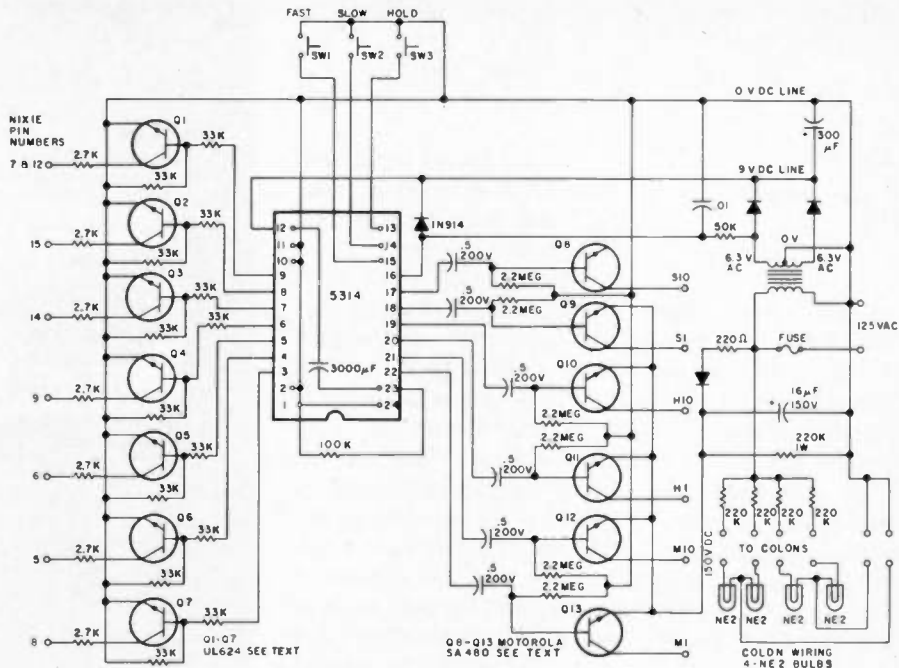 FAST SLOW HOLD
SW1 SW2 SW3
0 V DC LINE
NIXIE
PIN
NUMBERS
Q1
33K
7 & 12
2.7K
33K
300
µF
9 V DC LINE
Q2
33K
15
2.7K
33K
Q3
33K
14
2.7K
33K
Q4
33K
9
2.7K
33K
Q5
33K
6
2.7K
33K
Q6
33K
5
2.7K
33K
Q7
33K
8
2.7K
33K
Q1-Q7
UL624 SEE TEXT
5314
12
11
10
9
8
7
6
5
4
3
2
1
13
14
15
16
17
18
19
20
21
22
23
24
3000µF
100K
1N914
.01
50K
0V
6.3V
AC
6.3V
AC
125VAC
.5
200V
Q8
2.2MEG
S10
.5
200V
2.2MEG
Q9
S1
.5
200V
Q10
2.2MEG
H10
2.2MEG
.5
200V
Q11
H1
.5
200V
Q12
2.2MEG
M10
.5
200V
2.2MEG
Q13
M1
Q8-Q13 MOTOROLA
SA480 SEE TEXT
220Ω
FUSE
16µF
150V
220K
1W
150VDC
220
K
220
K
220
K
220
K
TO COLONS
NE2 NE2 NE2 NE2
COLON WIRING
4-NE2 BULBS